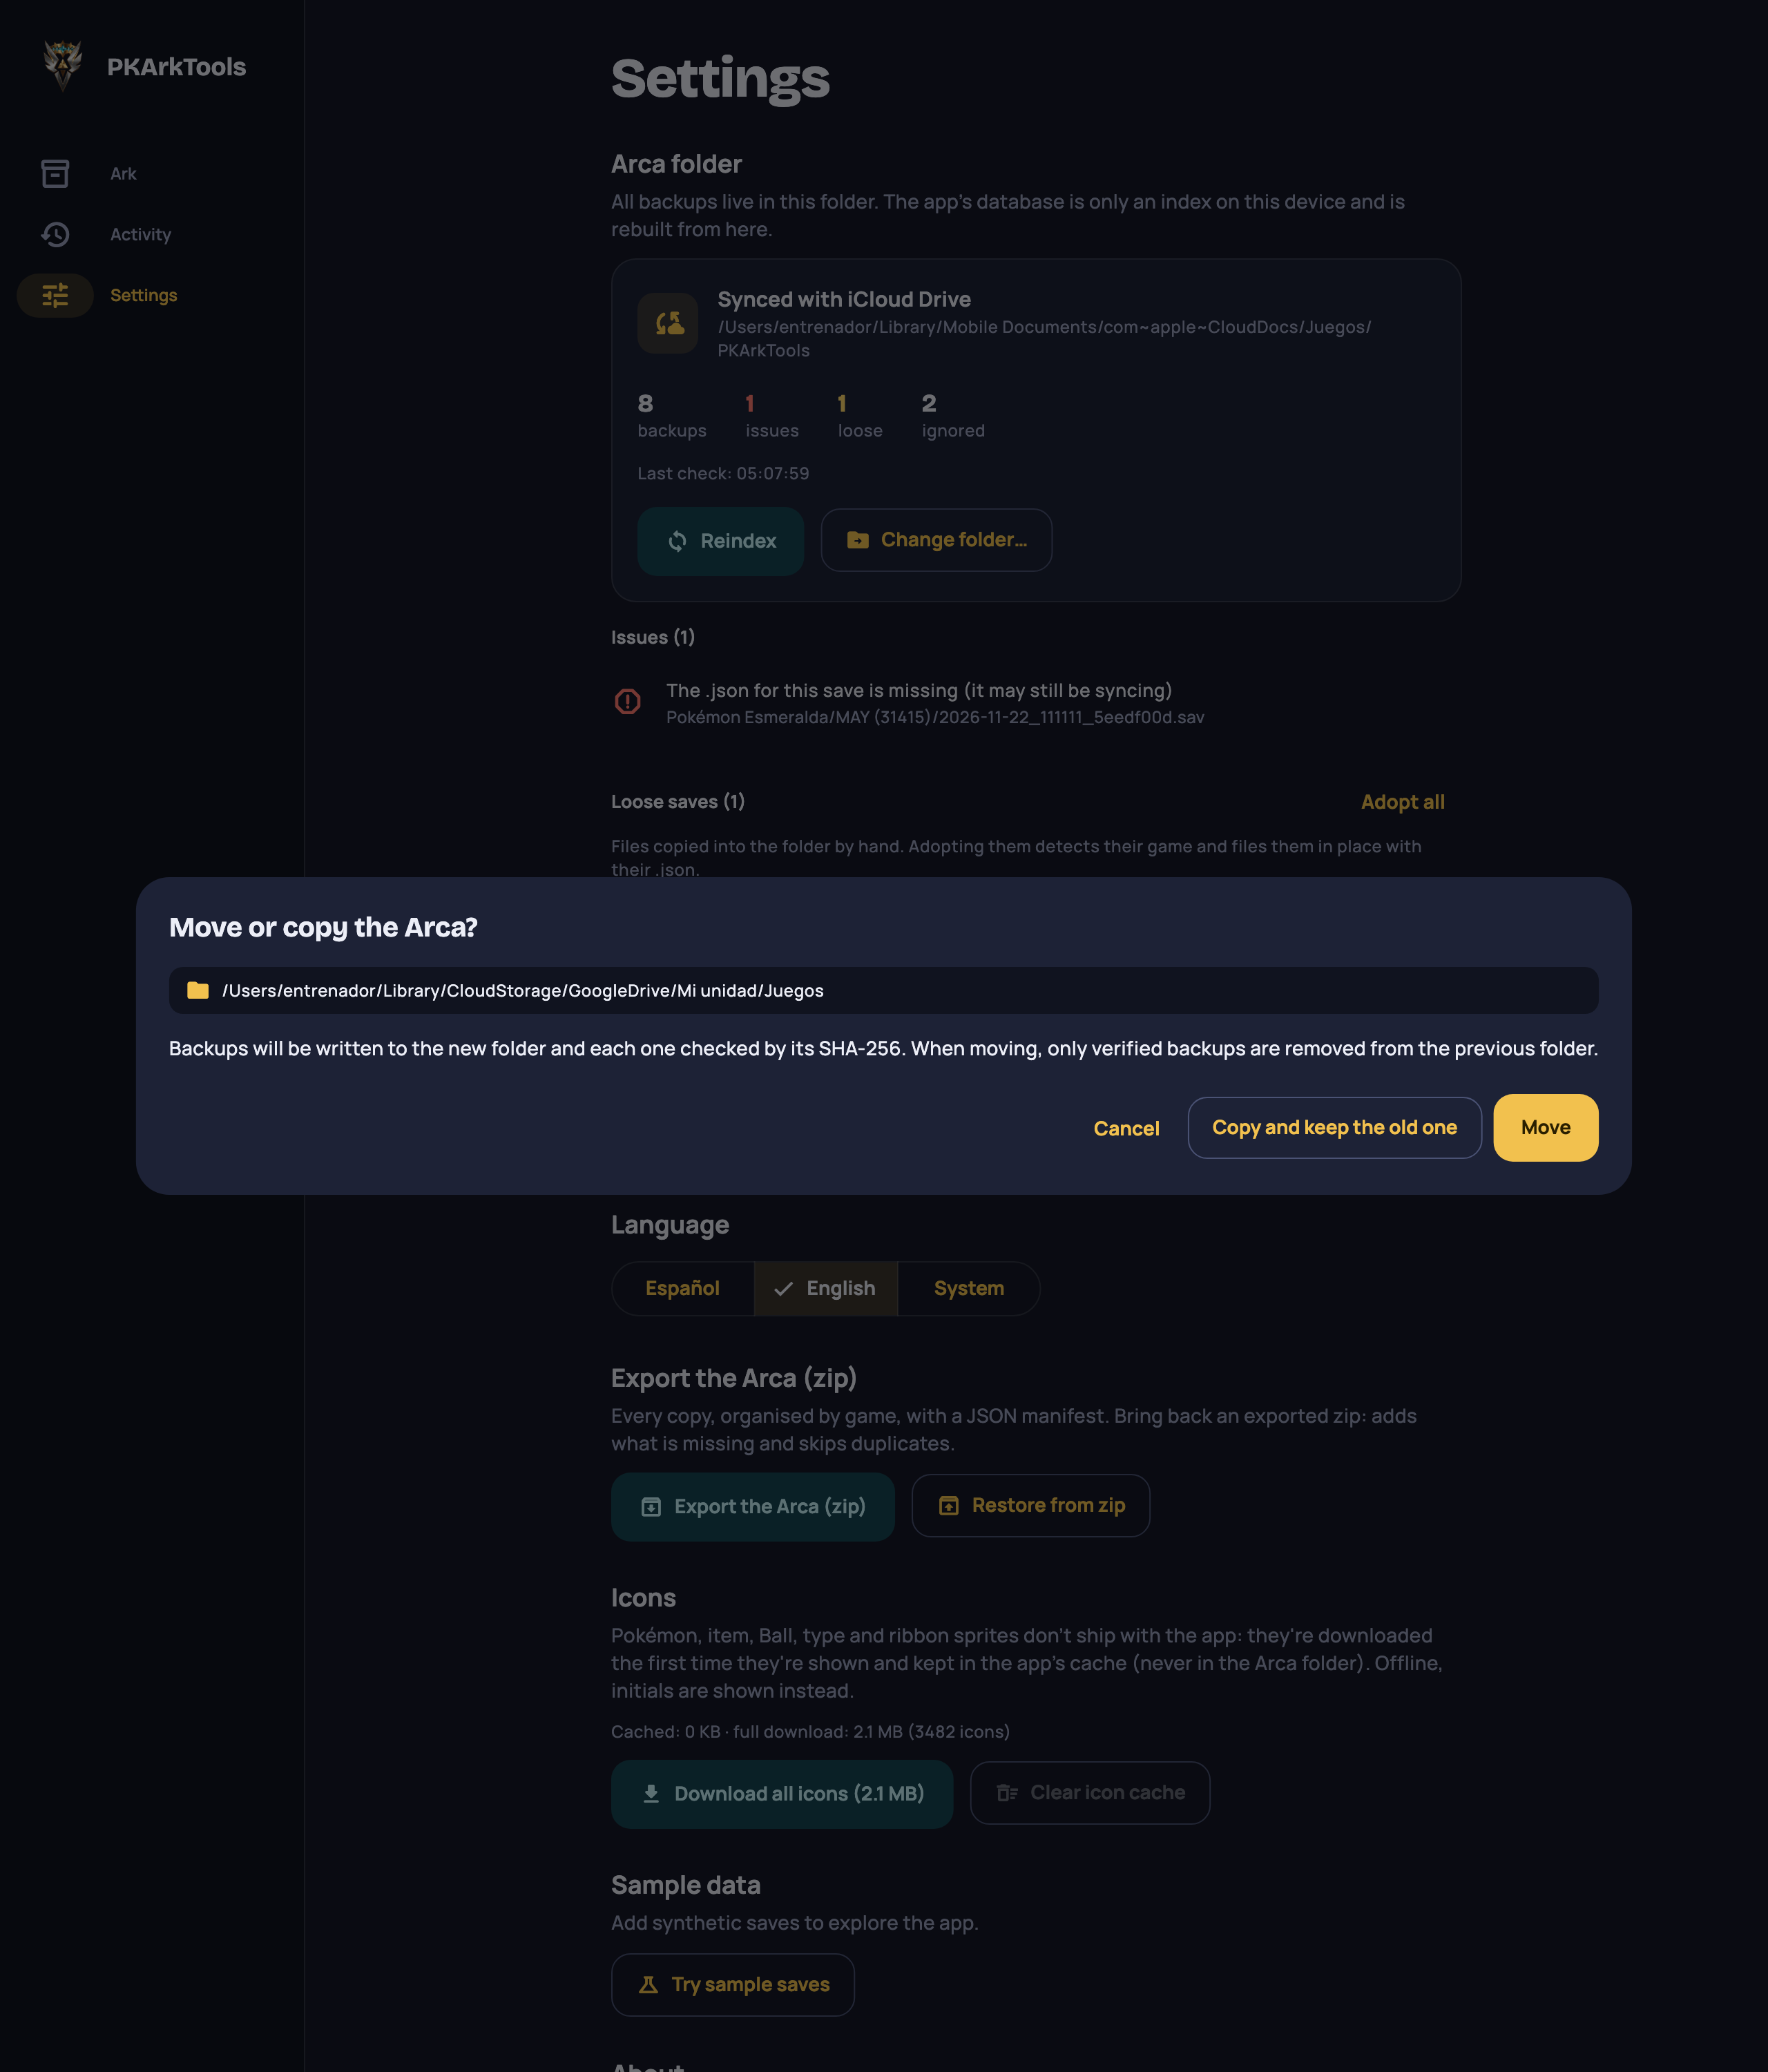 PKArkTools
Ark
Activity
Settings
Settings
Arca folder
All backups live in this folder. The app's database is only an index on this device and is
rebuilt from here.
Synced with iCloud Drive
/Users/entrenador/Library/Mobile Documents/com~apple~CloudDocs/Juegos/
PKArkTools
8 1 1 2
backups issues loose ignored
Last check: 05:07:59
Reindex Change folder...
Issues (1)
The .json for this save is missing (it may still be syncing)
Pokémon Esmeralda/MAY (31415)/2026-11-22_111111_5eedf00d.sav
Loose saves (1) Adopt all
Files copied into the folder by hand. Adopting them detects their game and files them in place with
their .json.
Move or copy the Arca?
/Users/entrenador/Library/CloudStorage/GoogleDrive/Mi unidad/Juegos
Backups will be written to the new folder and each one checked by its SHA-256. When moving, only verified backups are removed from the previous folder.
Cancel Copy and keep the old one Move
Language
Español English System
Export the Arca (zip)
Every copy, organised by game, with a JSON manifest. Bring back an exported zip: adds
what is missing and skips duplicates.
Export the Arca (zip) Restore from zip
Icons
Pokémon, item, Ball, type and ribbon sprites don't ship with the app: they're downloaded
the first time they're shown and kept in the app's cache (never in the Arca folder). Offline,
initials are shown instead.
Cached: 0 KB · full download: 2.1 MB (3482 icons)
Download all icons (2.1 MB) Clear icon cache
Sample data
Add synthetic saves to explore the app.
Try sample saves
About